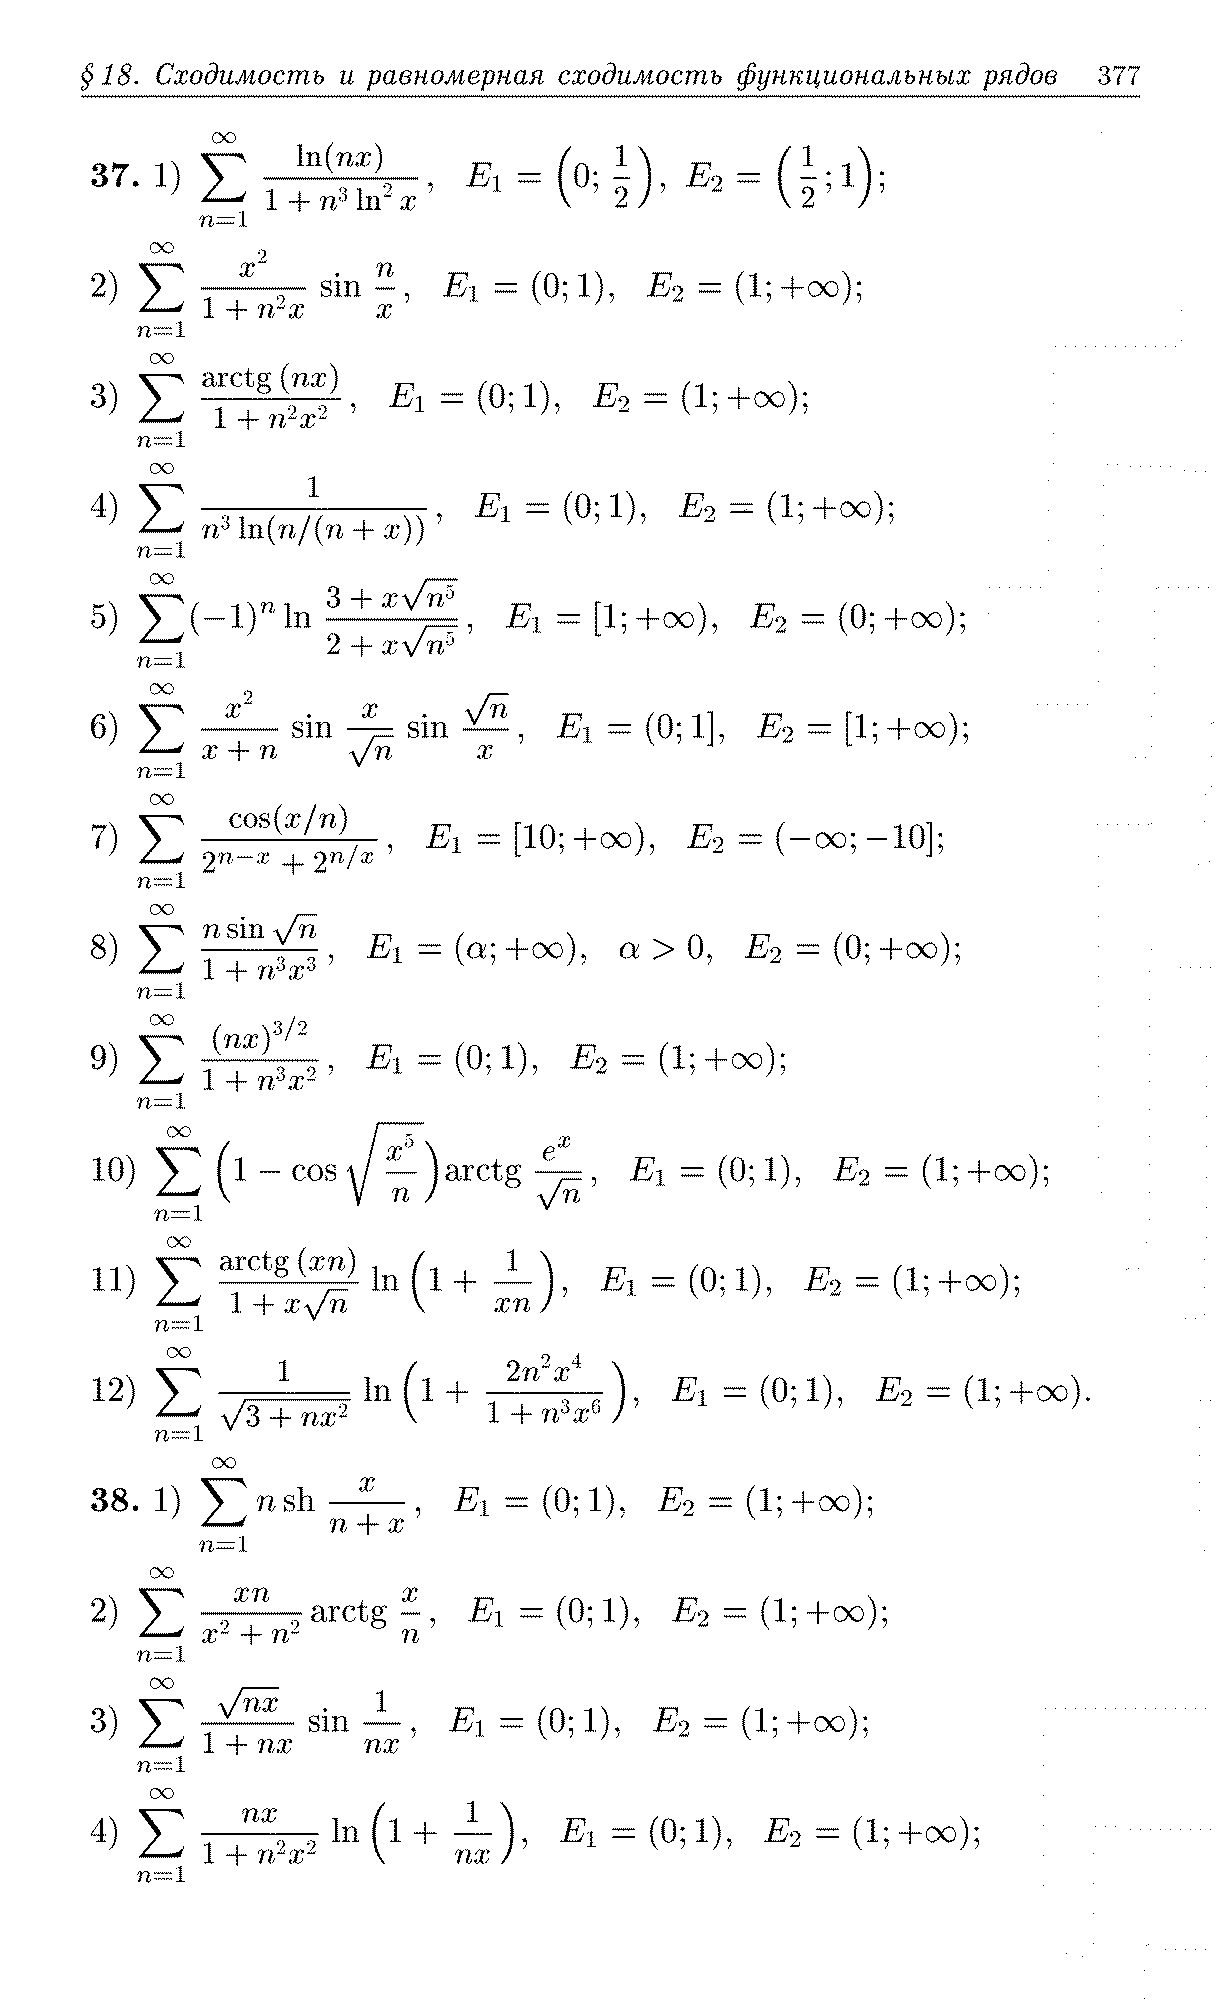 § 18. Сходимость и равномерная сходимость функциональных рядов 377
37. 1) $\sum_{n=1}^{\infty} \frac{\ln(nx)}{1+n^3\ln^2 x}$, $E_1 = \left(0; \frac{1}{2}\right)$, $E_2 = \left(\frac{1}{2}; 1\right)$;
2) $\sum_{n=1}^{\infty} \frac{x^2}{1+n^2x} \sin \frac{n}{x}$, $E_1 = (0; 1)$, $E_2 = (1; +\infty)$;
3) $\sum_{n=1}^{\infty} \frac{\text{arctg}\,(nx)}{1+n^2x^2}$, $E_1 = (0; 1)$, $E_2 = (1; +\infty)$;
4) $\sum_{n=1}^{\infty} \frac{1}{n^3\ln(n/(n+x))}$, $E_1 = (0; 1)$, $E_2 = (1; +\infty)$;
5) $\sum_{n=1}^{\infty} (-1)^n \ln \frac{3+x\sqrt{n^5}}{2+x\sqrt{n^5}}$, $E_1 = [1; +\infty)$, $E_2 = (0; +\infty)$;
6) $\sum_{n=1}^{\infty} \frac{x^2}{x+n} \sin \frac{x}{\sqrt{n}} \sin \frac{\sqrt{n}}{x}$, $E_1 = (0; 1]$, $E_2 = [1; +\infty)$;
7) $\sum_{n=1}^{\infty} \frac{\cos(x/n)}{2^{n-x}+2^{n/x}}$, $E_1 = [10; +\infty)$, $E_2 = (-\infty; -10]$;
8) $\sum_{n=1}^{\infty} \frac{n\sin\sqrt{n}}{1+n^3x^3}$, $E_1 = (\alpha; +\infty)$, $\alpha > 0$, $E_2 = (0; +\infty)$;
9) $\sum_{n=1}^{\infty} \frac{(nx)^{3/2}}{1+n^3x^2}$, $E_1 = (0; 1)$, $E_2 = (1; +\infty)$;
10) $\sum_{n=1}^{\infty} \left(1-\cos\sqrt{\frac{x^5}{n}}\right) \text{arctg}\, \frac{e^x}{\sqrt{n}}$, $E_1 = (0; 1)$, $E_2 = (1; +\infty)$;
11) $\sum_{n=1}^{\infty} \frac{\text{arctg}\,(xn)}{1+x\sqrt{n}} \ln\left(1+\frac{1}{xn}\right)$, $E_1 = (0; 1)$, $E_2 = (1; +\infty)$;
12) $\sum_{n=1}^{\infty} \frac{1}{\sqrt{3+nx^2}} \ln\left(1+\frac{2n^2x^4}{1+n^3x^6}\right)$, $E_1 = (0; 1)$, $E_2 = (1; +\infty)$.
38. 1) $\sum_{n=1}^{\infty} n \,\text{sh}\, \frac{x}{n+x}$, $E_1 = (0; 1)$, $E_2 = (1; +\infty)$;
2) $\sum_{n=1}^{\infty} \frac{xn}{x^2+n^2} \text{arctg}\, \frac{x}{n}$, $E_1 = (0; 1)$, $E_2 = (1; +\infty)$;
3) $\sum_{n=1}^{\infty} \frac{\sqrt{nx}}{1+nx} \sin \frac{1}{nx}$, $E_1 = (0; 1)$, $E_2 = (1; +\infty)$;
4) $\sum_{n=1}^{\infty} \frac{nx}{1+n^2x^2} \ln\left(1+\frac{1}{nx}\right)$, $E_1 = (0; 1)$, $E_2 = (1; +\infty)$;